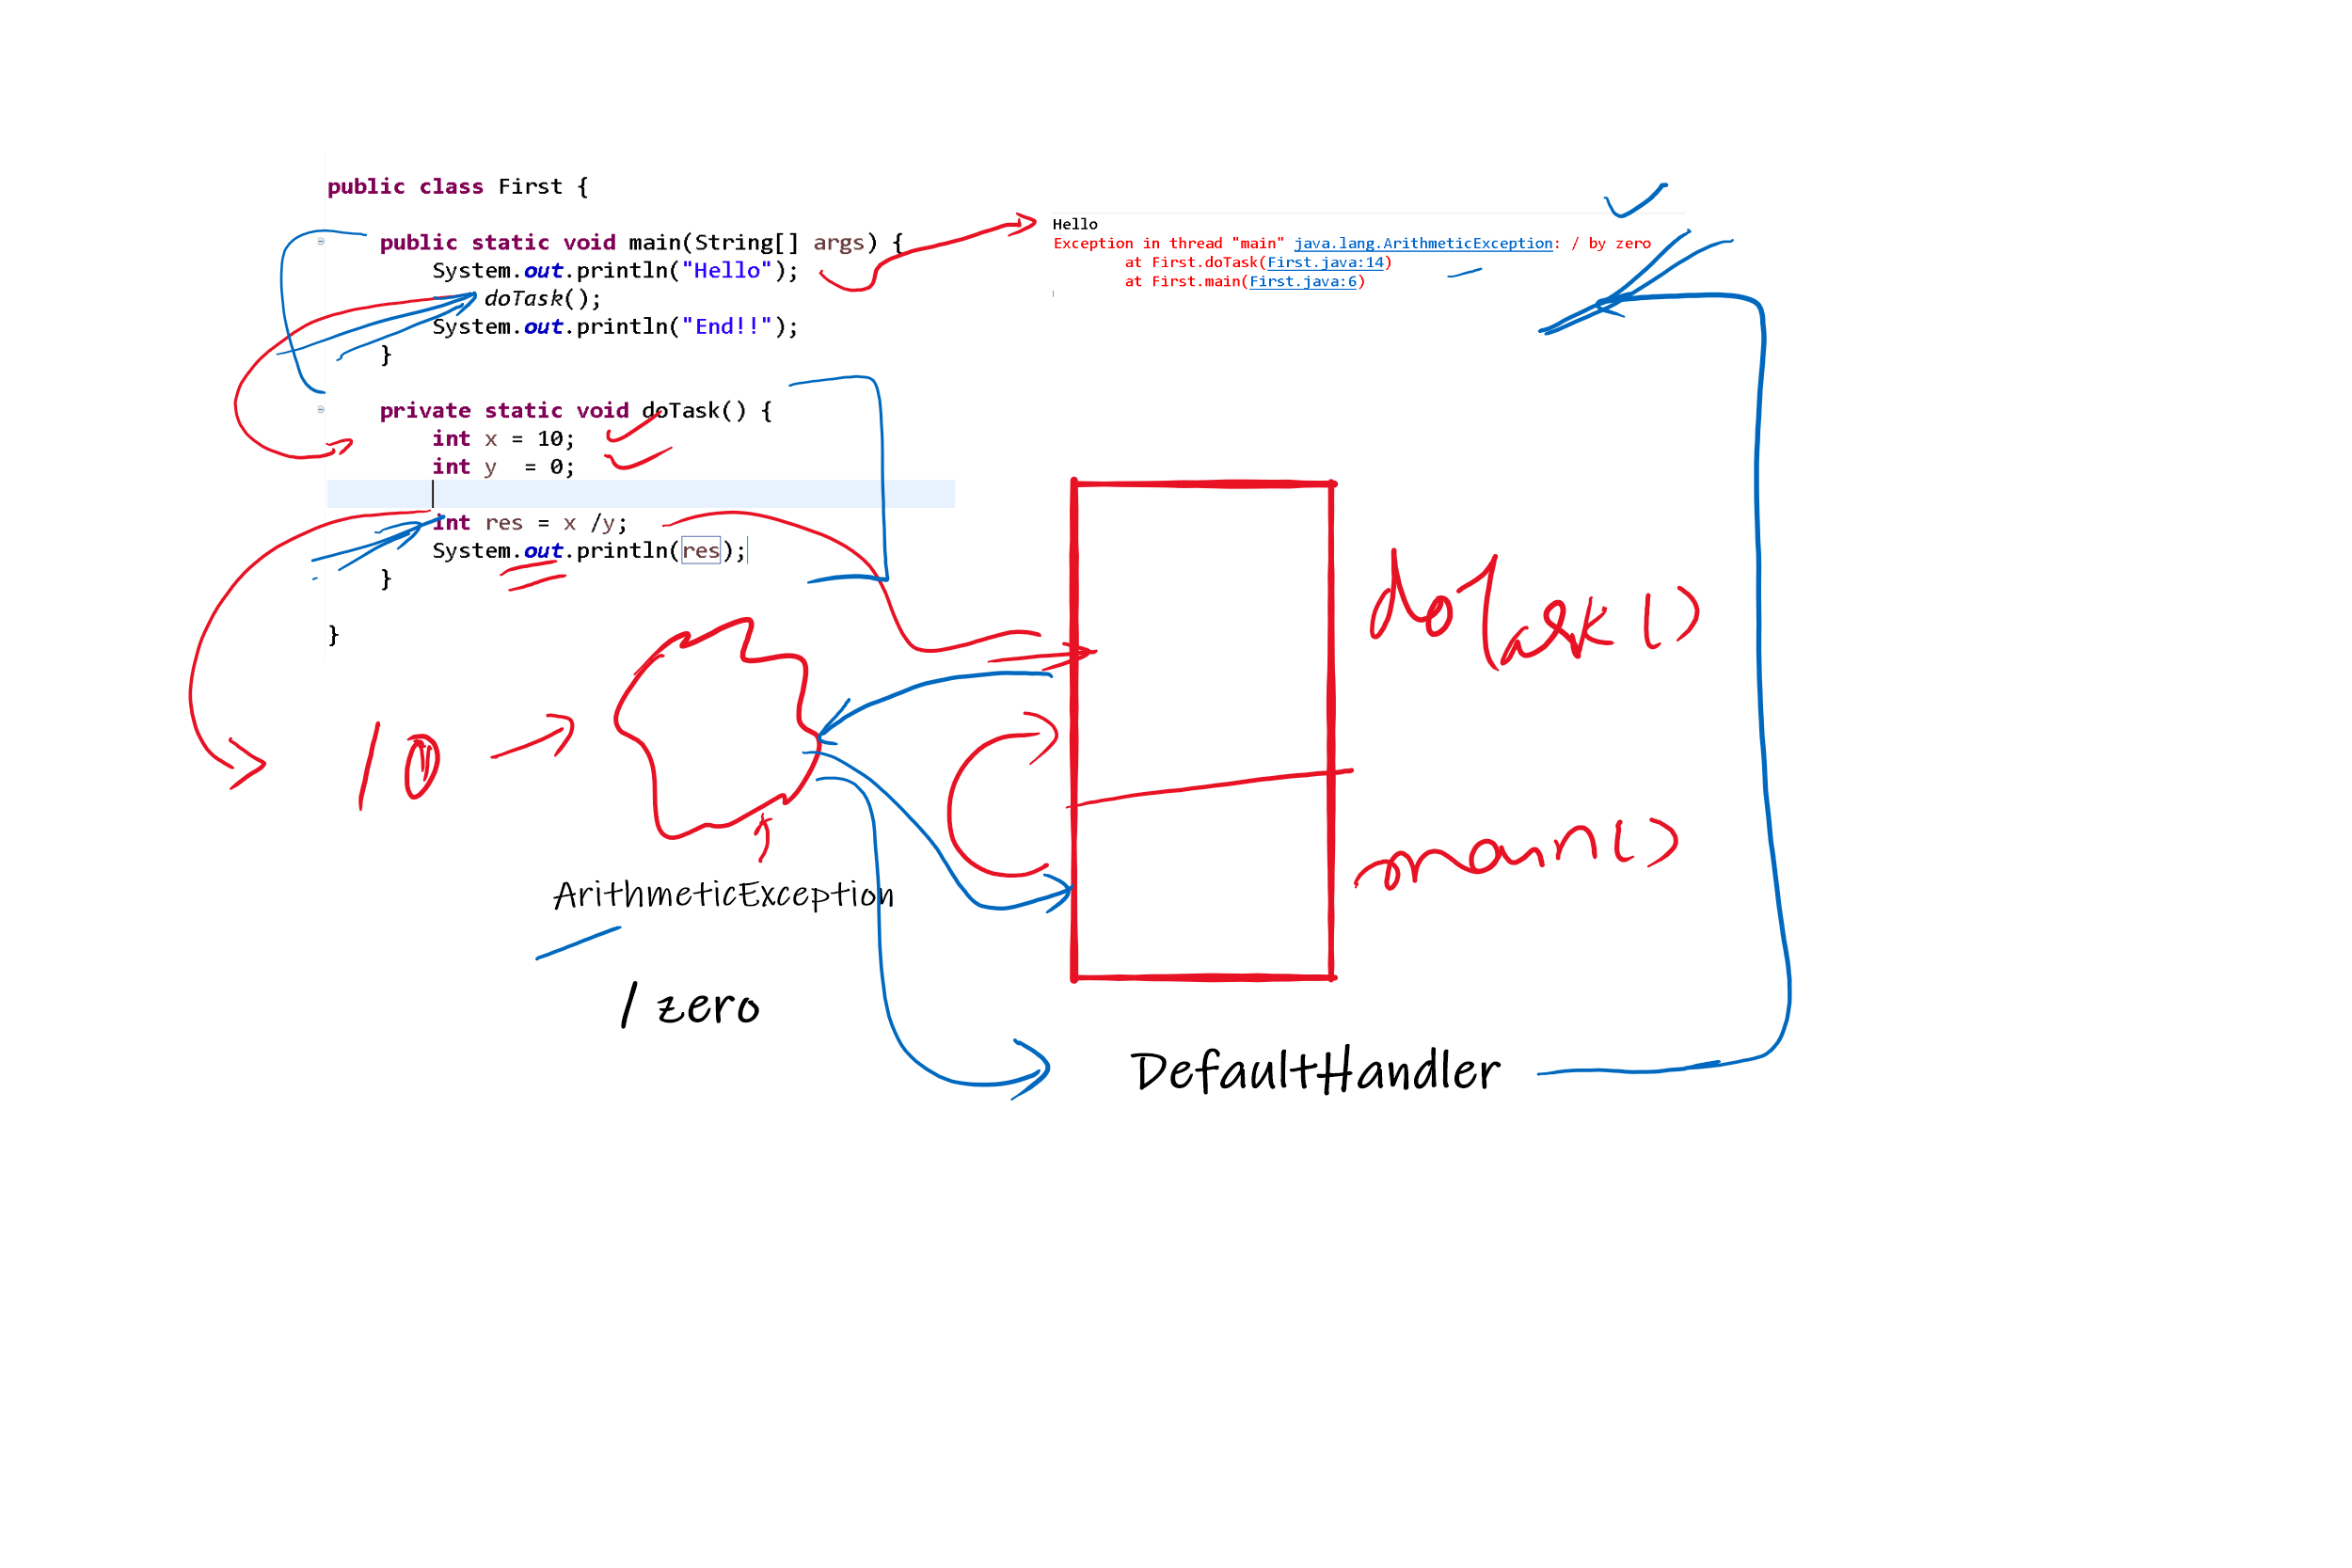 public class First {
public static void main(String[] args) {
System.out.println("Hello");
doTask();
System.out.println("End!!");
}
private static void doTask() {
int x = 10;
int y  = 0;
int res = x /y;
System.out.println(res);
}
}
Hello
Exception in thread "main" java.lang.ArithmeticException: / by zero
at First.doTask(First.java:14)
at First.main(First.java:6)
doTask()
/0
main()
ArithmeticException
/ zero
DefaultHandler